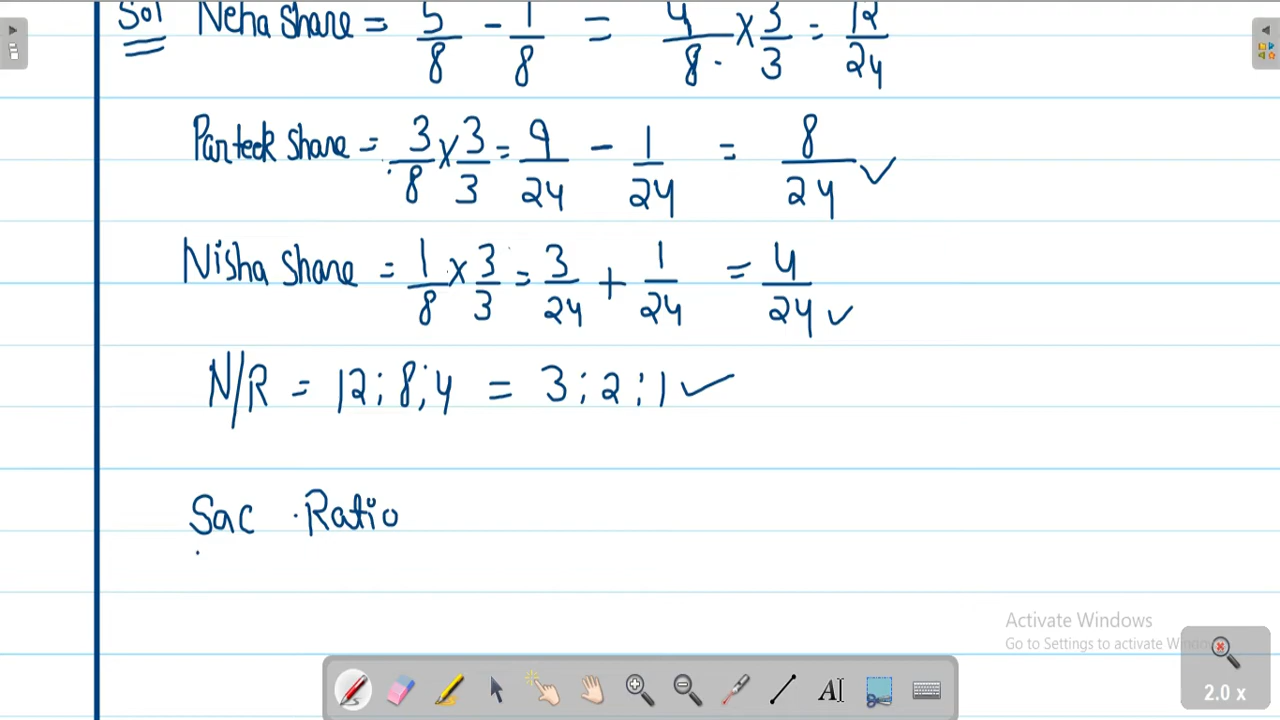 Sol Neha Share = 5/8 - 1/8 = 4/8 × 3/3 = 12/24
Parteek Share = 3/8 × 3/3 = 9/24 - 1/24 = 8/24 ✓
Nisha Share = 1/8 × 3/3 = 3/24 + 1/24 = 4/24 ✓
N/R = 12 ; 8 ; 4 = 3 ; 2 ; 1 ✓
Sac . Ratio
Activate Windows
Go to Settings to activate Windows.
2.0 x